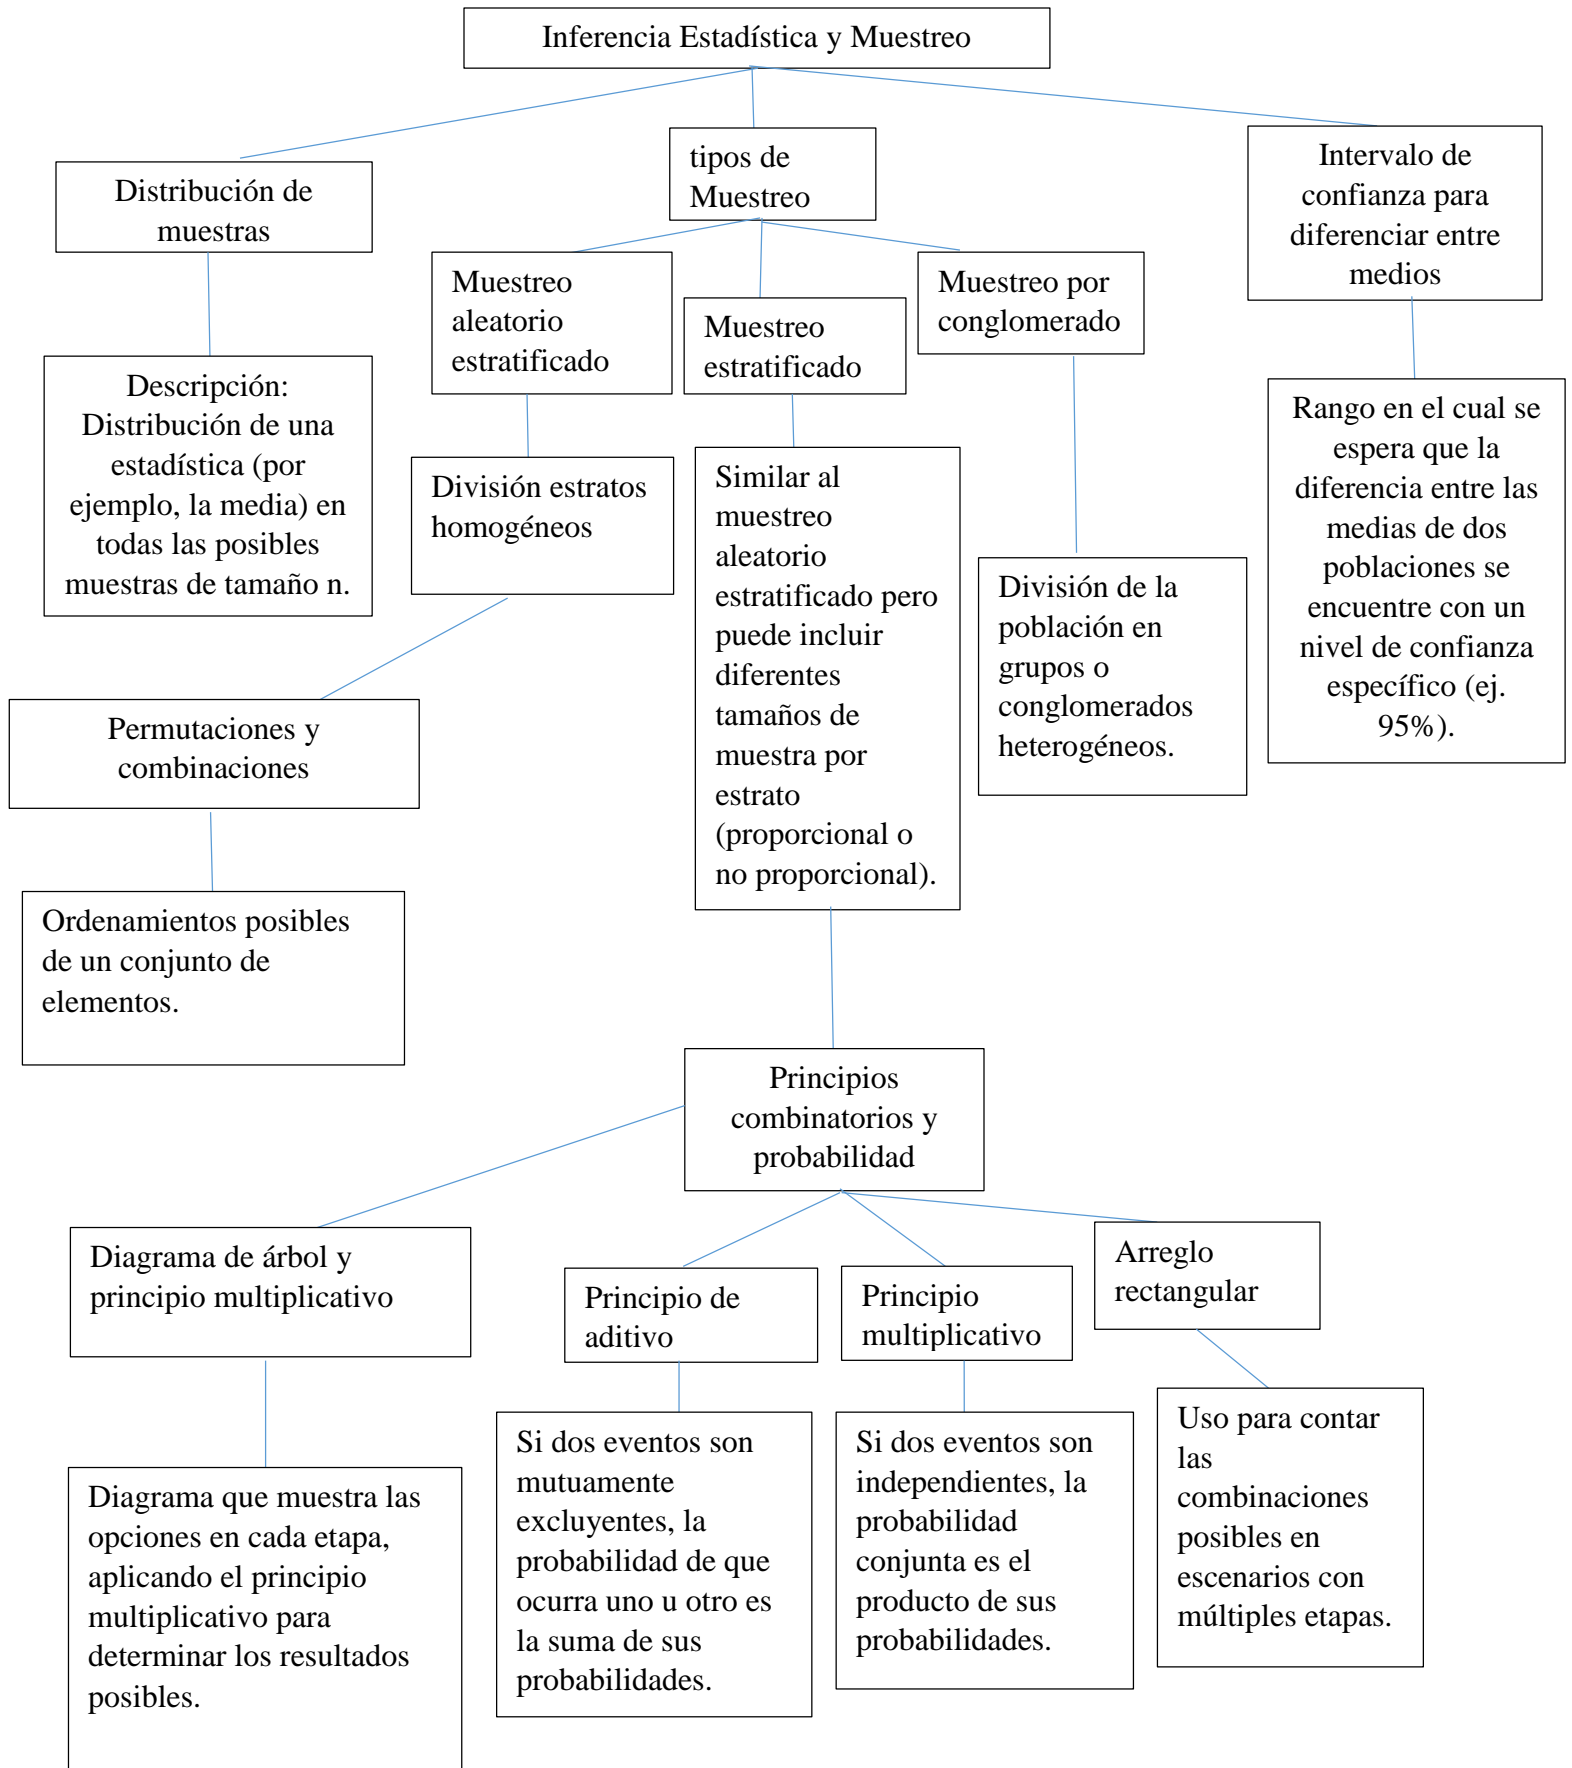 Inferencia Estadística y Muestreo
Distribución de
muestras
tipos de
Muestreo
Intervalo de
confianza para
diferenciar entre
medios
Muestreo
aleatorio
estratificado
Muestreo
estratificado
Muestreo por
conglomerado
Descripción:
Distribución de una
estadística (por
ejemplo, la media) en
todas las posibles
muestras de tamaño n.
División estratos
homogéneos
Similar al
muestreo
aleatorio
estratificado pero
puede incluir
diferentes
tamaños de
muestra por
estrato
(proporcional o
no proporcional).
División de la
población en
grupos o
conglomerados
heterogéneos.
Rango en el cual se
espera que la
diferencia entre las
medias de dos
poblaciones se
encuentre con un
nivel de confianza
específico (ej.
95%).
Permutaciones y
combinaciones
Ordenamientos posibles
de un conjunto de
elementos.
Principios
combinatorios y
probabilidad
Diagrama de árbol y
principio multiplicativo
Principio de
aditivo
Principio
multiplicativo
Arreglo
rectangular
Diagrama que muestra las
opciones en cada etapa,
aplicando el principio
multiplicativo para
determinar los resultados
posibles.
Si dos eventos son
mutuamente
excluyentes, la
probabilidad de que
ocurra uno u otro es
la suma de sus
probabilidades.
Si dos eventos son
independientes, la
probabilidad
conjunta es el
producto de sus
probabilidades.
Uso para contar
las
combinaciones
posibles en
escenarios con
múltiples etapas.